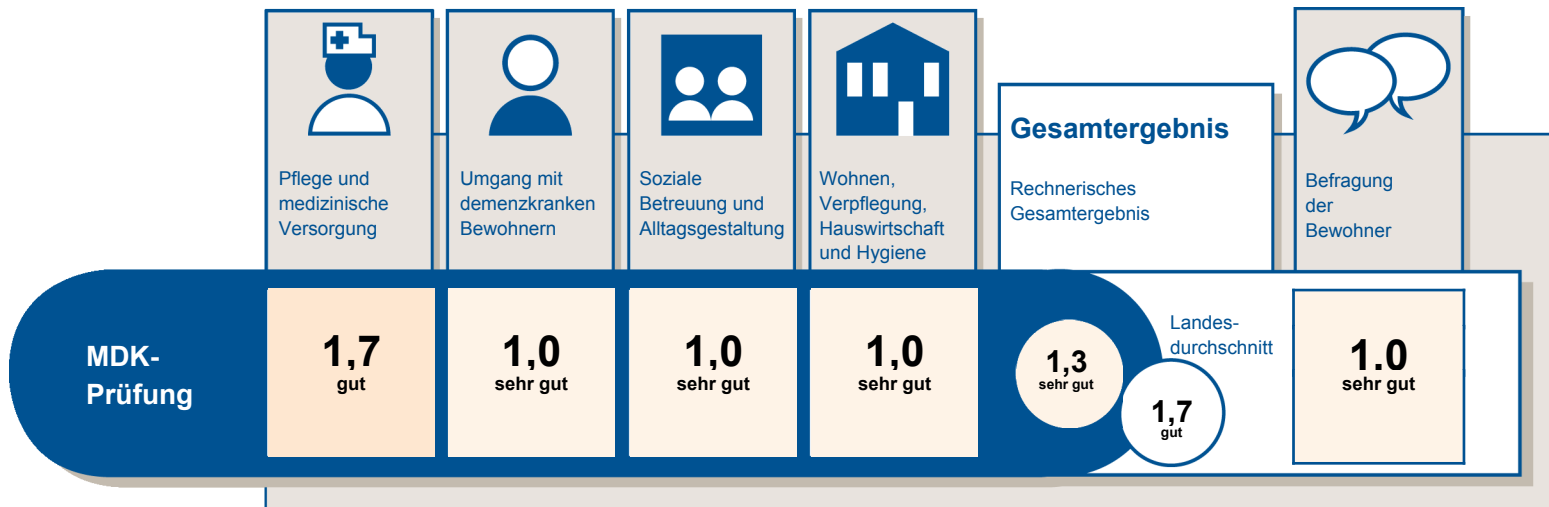 Pflege und
medizinische
Versorgung
Umgang mit
demenzkranken
Bewohnern
Soziale
Betreuung und
Alltagsgestaltung
Wohnen,
Verpflegung,
Hauswirtschaft
und Hygiene
Gesamtergebnis
Rechnerisches
Gesamtergebnis
Befragung
der
Bewohner
MDK-
Prüfung
1,7
gut
1,0
sehr gut
1,0
sehr gut
1,0
sehr gut
1,3
sehr gut
Landes-
durchschnitt
1,7
gut
1.0
sehr gut